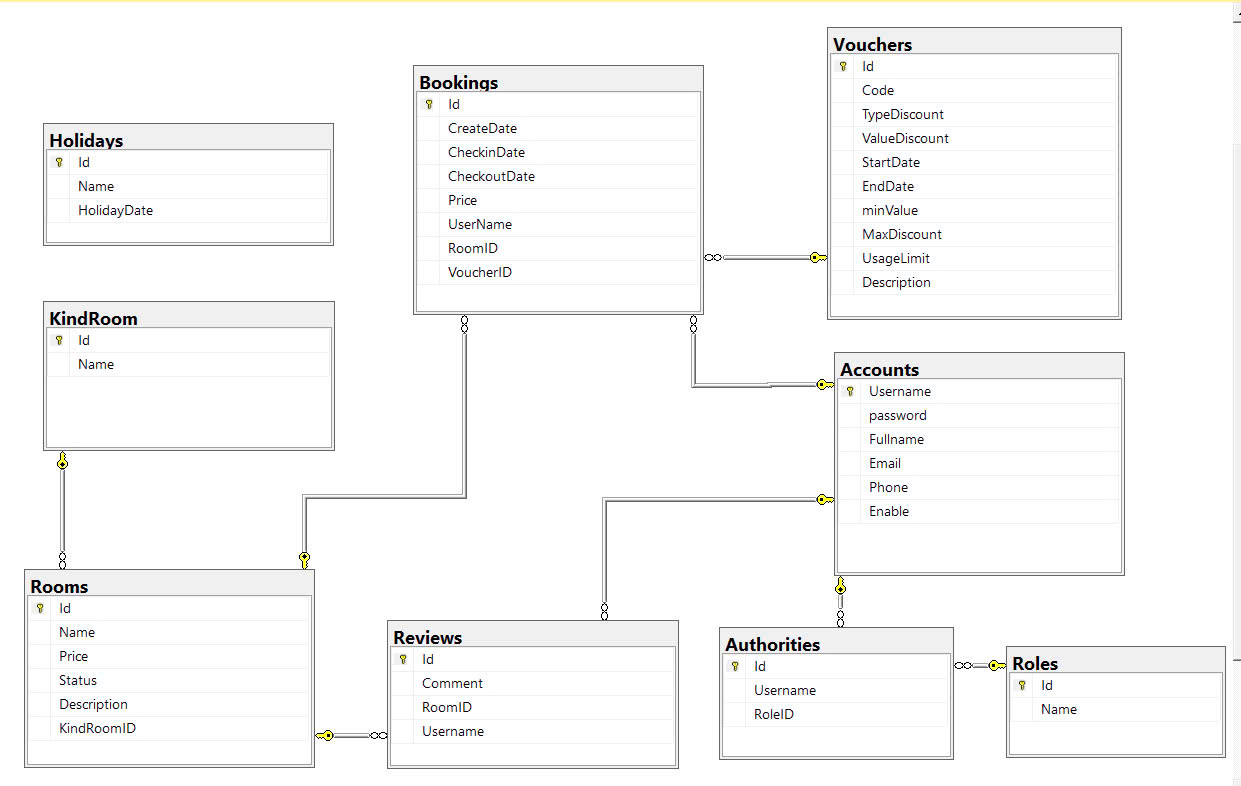 Holidays
Id
Name
HolidayDate
KindRoom
Id
Name
Bookings
Id
CreateDate
CheckinDate
CheckoutDate
Price
UserName
RoomID
VoucherID
Vouchers
Id
Code
TypeDiscount
ValueDiscount
StartDate
EndDate
minValue
MaxDiscount
UsageLimit
Description
Accounts
Username
password
Fullname
Email
Phone
Enable
Rooms
Id
Name
Price
Status
Description
KindRoomID
Reviews
Id
Comment
RoomID
Username
Authorities
Id
Username
RoleID
Roles
Id
Name